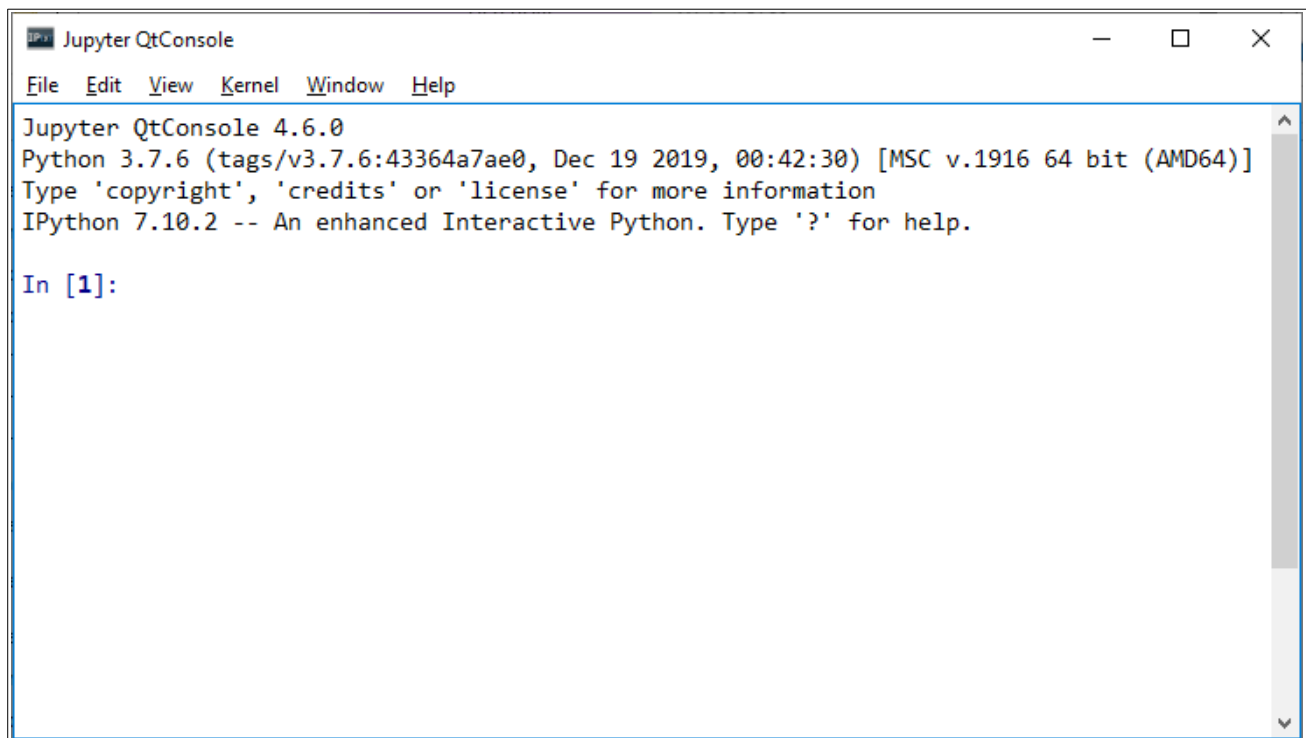 Jupyter QtConsole
File Edit View Kernel Window Help
Jupyter QtConsole 4.6.0
Python 3.7.6 (tags/v3.7.6:43364a7ae0, Dec 19 2019, 00:42:30) [MSC v.1916 64 bit (AMD64)]
Type 'copyright', 'credits' or 'license' for more information
IPython 7.10.2 -- An enhanced Interactive Python. Type '?' for help.
In [1]: